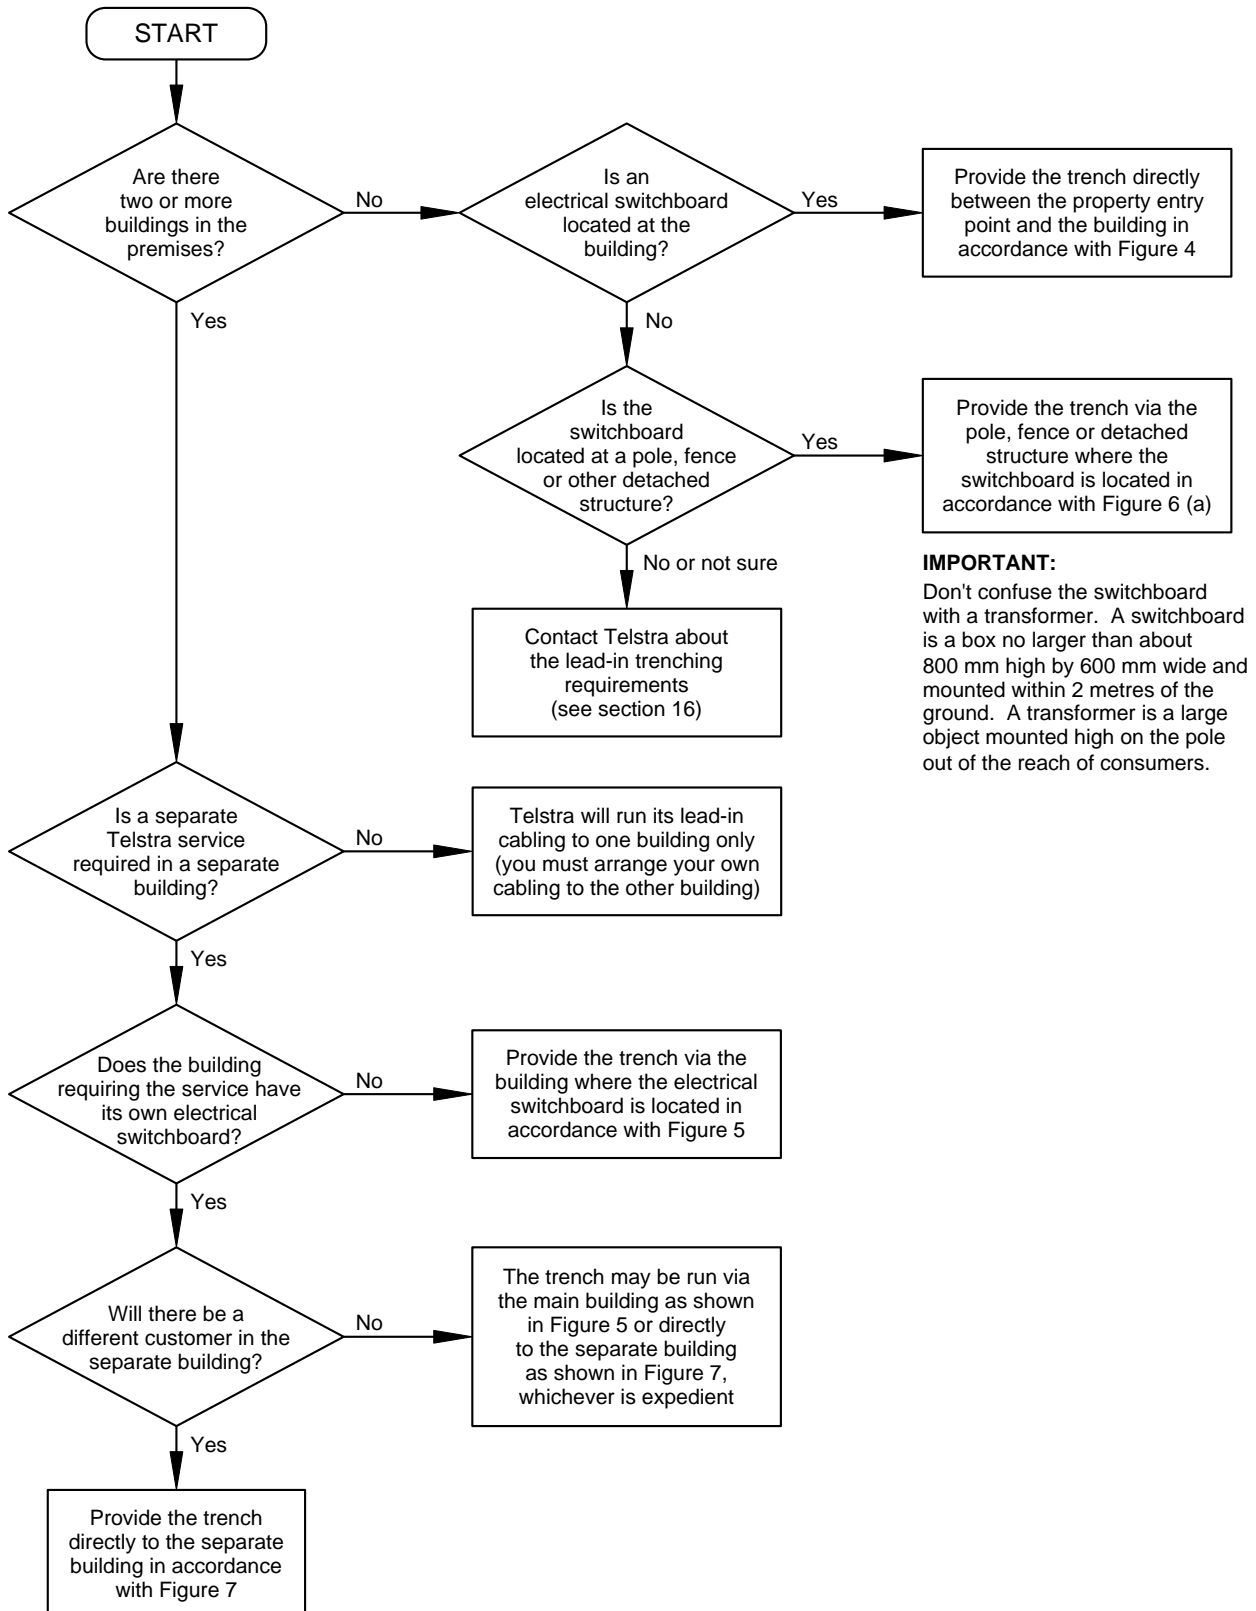 START
Are there
two or more
buildings in the
premises?
No
Is an
electrical switchboard
located at the
building?
Yes
Provide the trench directly
between the property entry
point and the building in
accordance with Figure 4
Yes
No
Is the
switchboard
located at a pole, fence
or other detached
structure?
Yes
Provide the trench via the
pole, fence or detached
structure where the
switchboard is located in
accordance with Figure 6 (a)
No or not sure
Contact Telstra about
the lead-in trenching
requirements
(see section 16)
IMPORTANT:
Don't confuse the switchboard
with a transformer.  A switchboard
is a box no larger than about
800 mm high by 600 mm wide and
mounted within 2 metres of the
ground.  A transformer is a large
object mounted high on the pole
out of the reach of consumers.
Is a separate
Telstra service
required in a separate
building?
No
Telstra will run its lead-in
cabling to one building only
(you must arrange your own
cabling to the other building)
Yes
Does the building
requiring the service have
its own electrical
switchboard?
No
Provide the trench via the
building where the electrical
switchboard is located in
accordance with Figure 5
Yes
Will there be a
different customer in the
separate building?
No
The trench may be run via
the main building as shown
in Figure 5 or directly
to the separate building
as shown in Figure 7,
whichever is expedient
Yes
Provide the trench
directly to the separate
building in accordance
with Figure 7